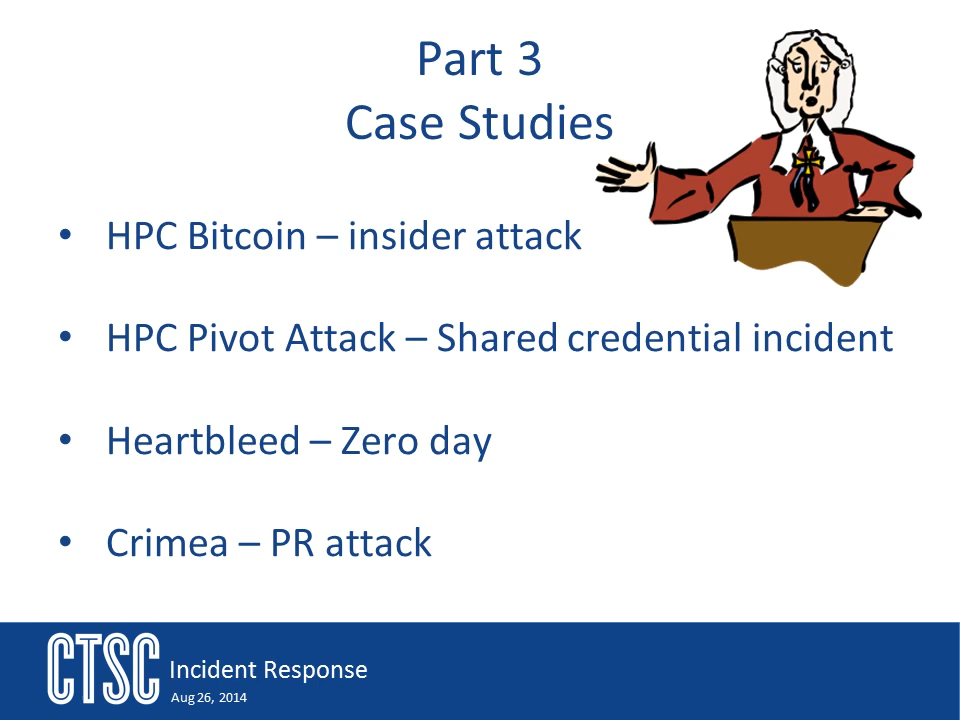 Part 3
Case Studies
• HPC Bitcoin – insider attack
• HPC Pivot Attack – Shared credential incident
• Heartbleed – Zero day
• Crimea – PR attack
CTSC Incident Response
Aug 26, 2014